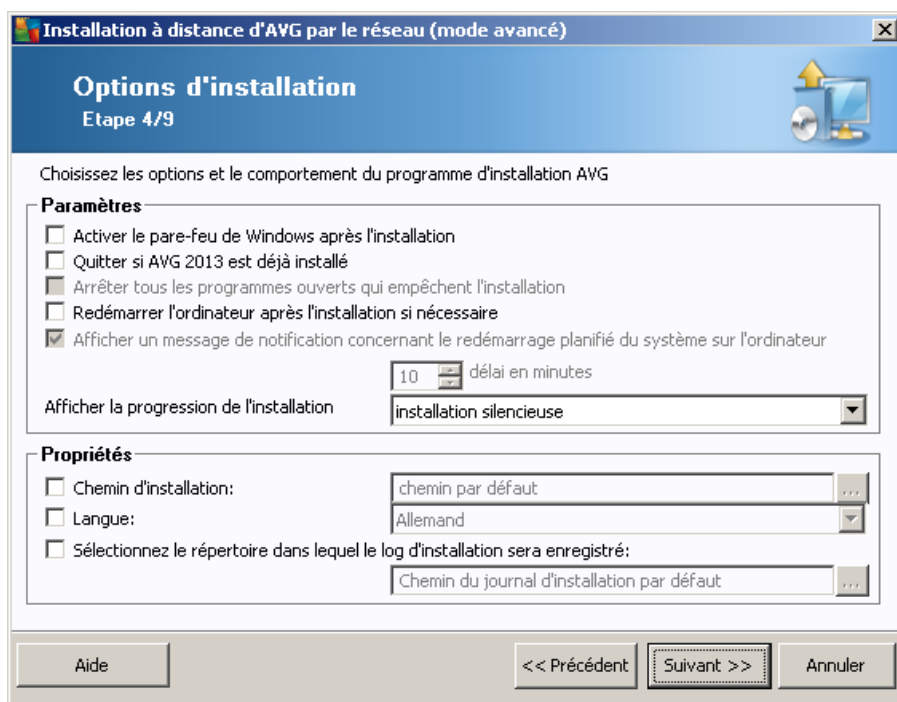 Installation à distance d'AVG par le réseau (mode avancé)
Options d'installation
Etape 4/9
Choisissez les options et le comportement du programme d'installation AVG
Paramètres
Activer le pare-feu de Windows après l'installation
Quitter si AVG 2013 est déjà installé
Arrêter tous les programmes ouverts qui empêchent l'installation
Redémarrer l'ordinateur après l'installation si nécessaire
Afficher un message de notification concernant le redémarrage planifié du système sur l'ordinateur
10 délai en minutes
Afficher la progression de l'installation installation silencieuse
Propriétés
Chemin d'installation: chemin par défaut ...
Langue: Allemand
Sélectionnez le répertoire dans lequel le log d'installation sera enregistré:
Chemin du journal d'installation par défaut ...
Aide << Précédent Suivant >> Annuler